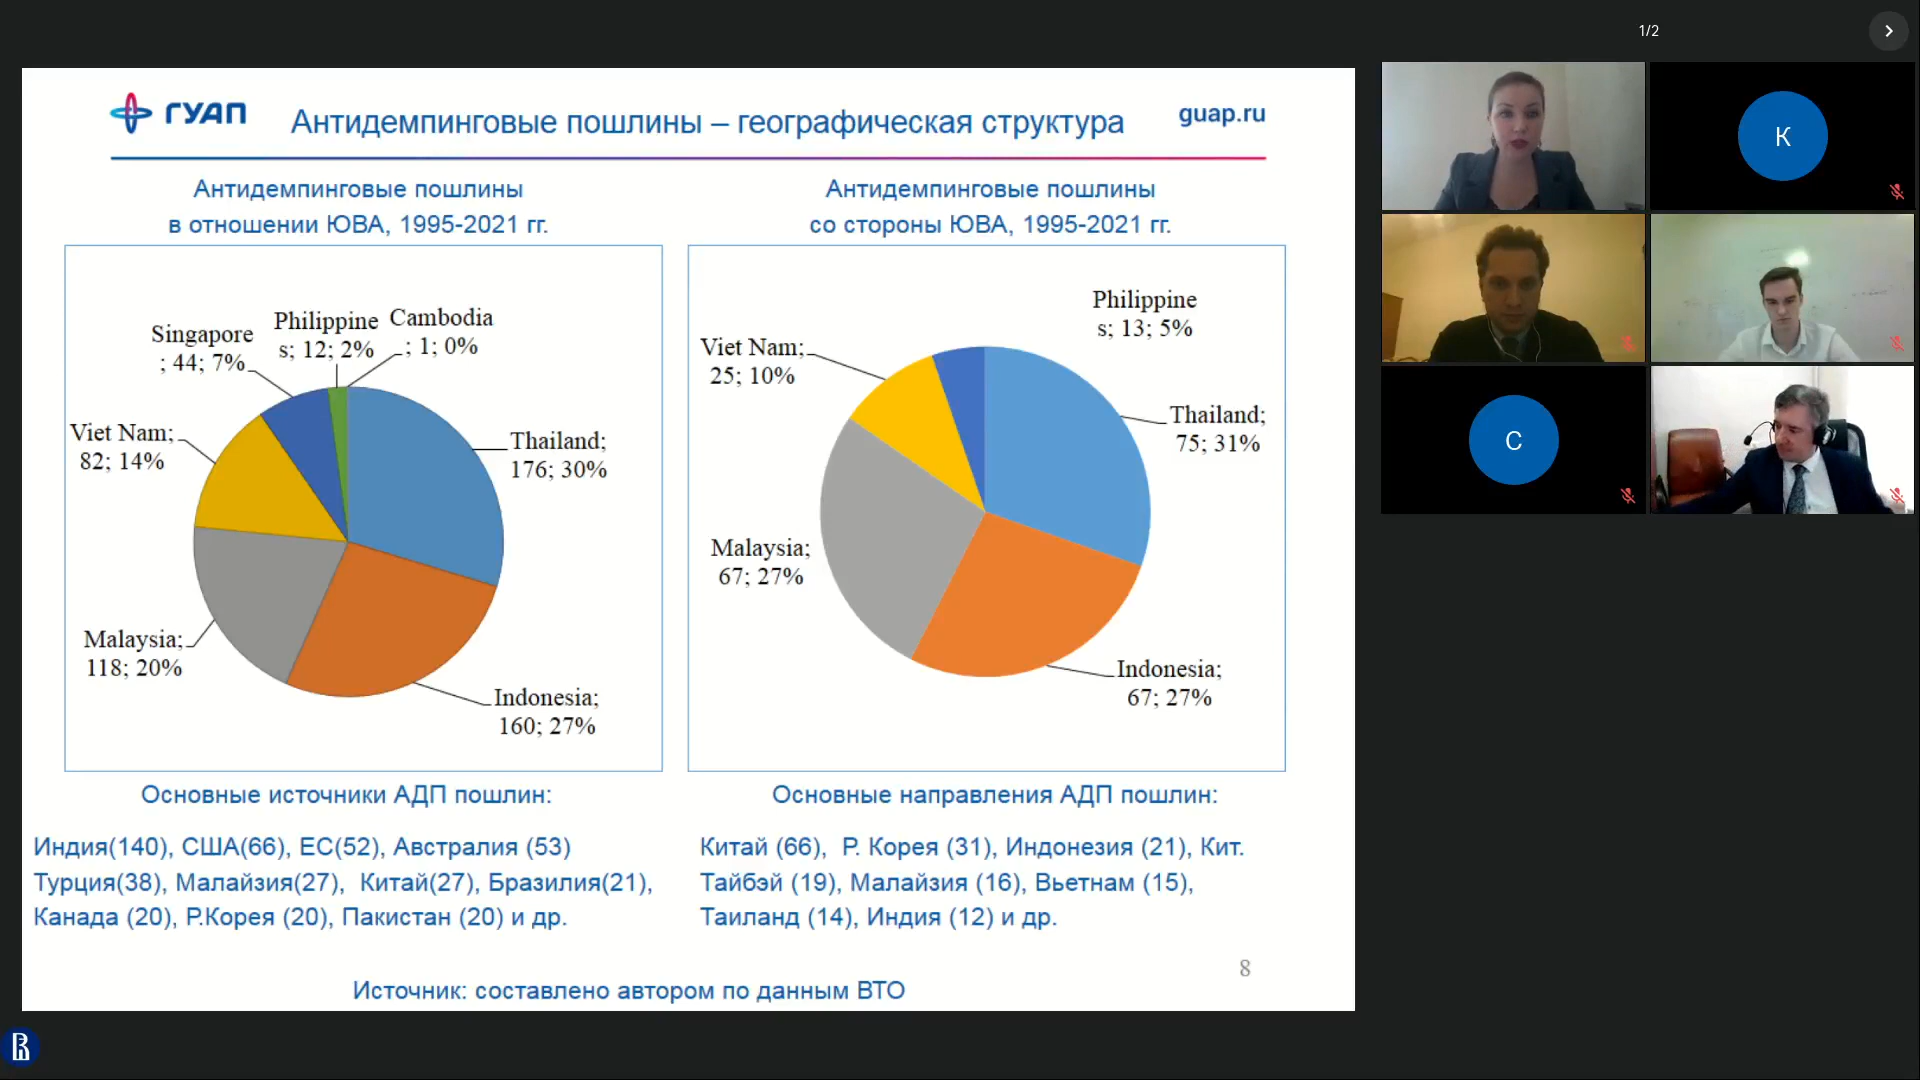 1/2
ГУАП
Антидемпинговые пошлины – географическая структура
guap.ru
Антидемпинговые пошлины
в отношении ЮВА, 1995-2021 гг.
Singapore
; 44; 7%
Philippine
s; 12; 2%
Cambodia
; 1; 0%
Viet Nam;
82; 14%
Thailand;
176; 30%
Malaysia;
118; 20%
Indonesia;
160; 27%
Основные источники АДП пошлин:
Индия(140), США(66), ЕС(52), Австралия (53)
Турция(38), Малайзия(27), Китай(27), Бразилия(21),
Канада (20), Р.Корея (20), Пакистан (20) и др.
Антидемпинговые пошлины
со стороны ЮВА, 1995-2021 гг.
Philippine
s; 13; 5%
Viet Nam;
25; 10%
Thailand;
75; 31%
Malaysia;
67; 27%
Indonesia;
67; 27%
Основные направления АДП пошлин:
Китай (66), Р. Корея (31), Индонезия (21), Кит.
Тайбэй (19), Малайзия (16), Вьетнам (15),
Таиланд (14), Индия (12) и др.
8
Источник: составлено автором по данным ВТО
К
С